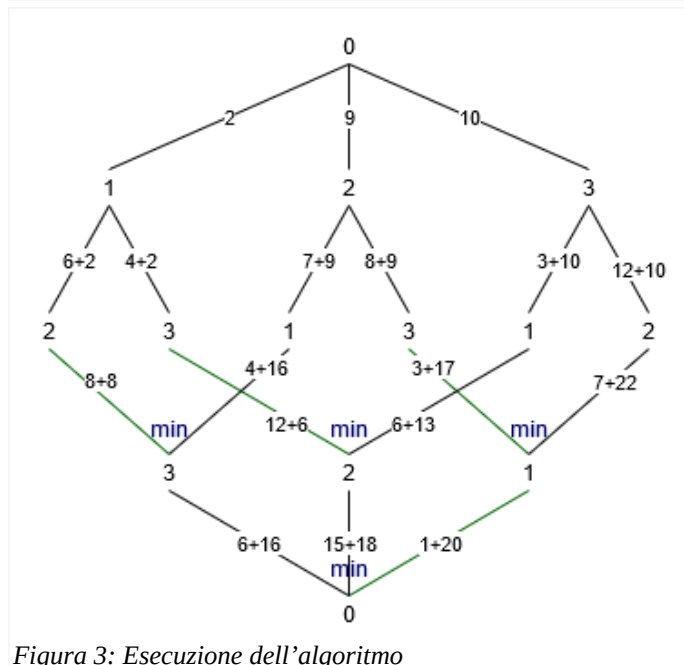 0
2 9 10
1 2 3
6+2 4+2 7+9 8+9 3+10 12+10
2 3 1 3 1 2
8+8 4+16 3+17 7+22
min 12+6 min 6+13 min
3 2 1
6+16 15+18 1+20
min
0
Figura 3: Esecuzione dell’algoritmo